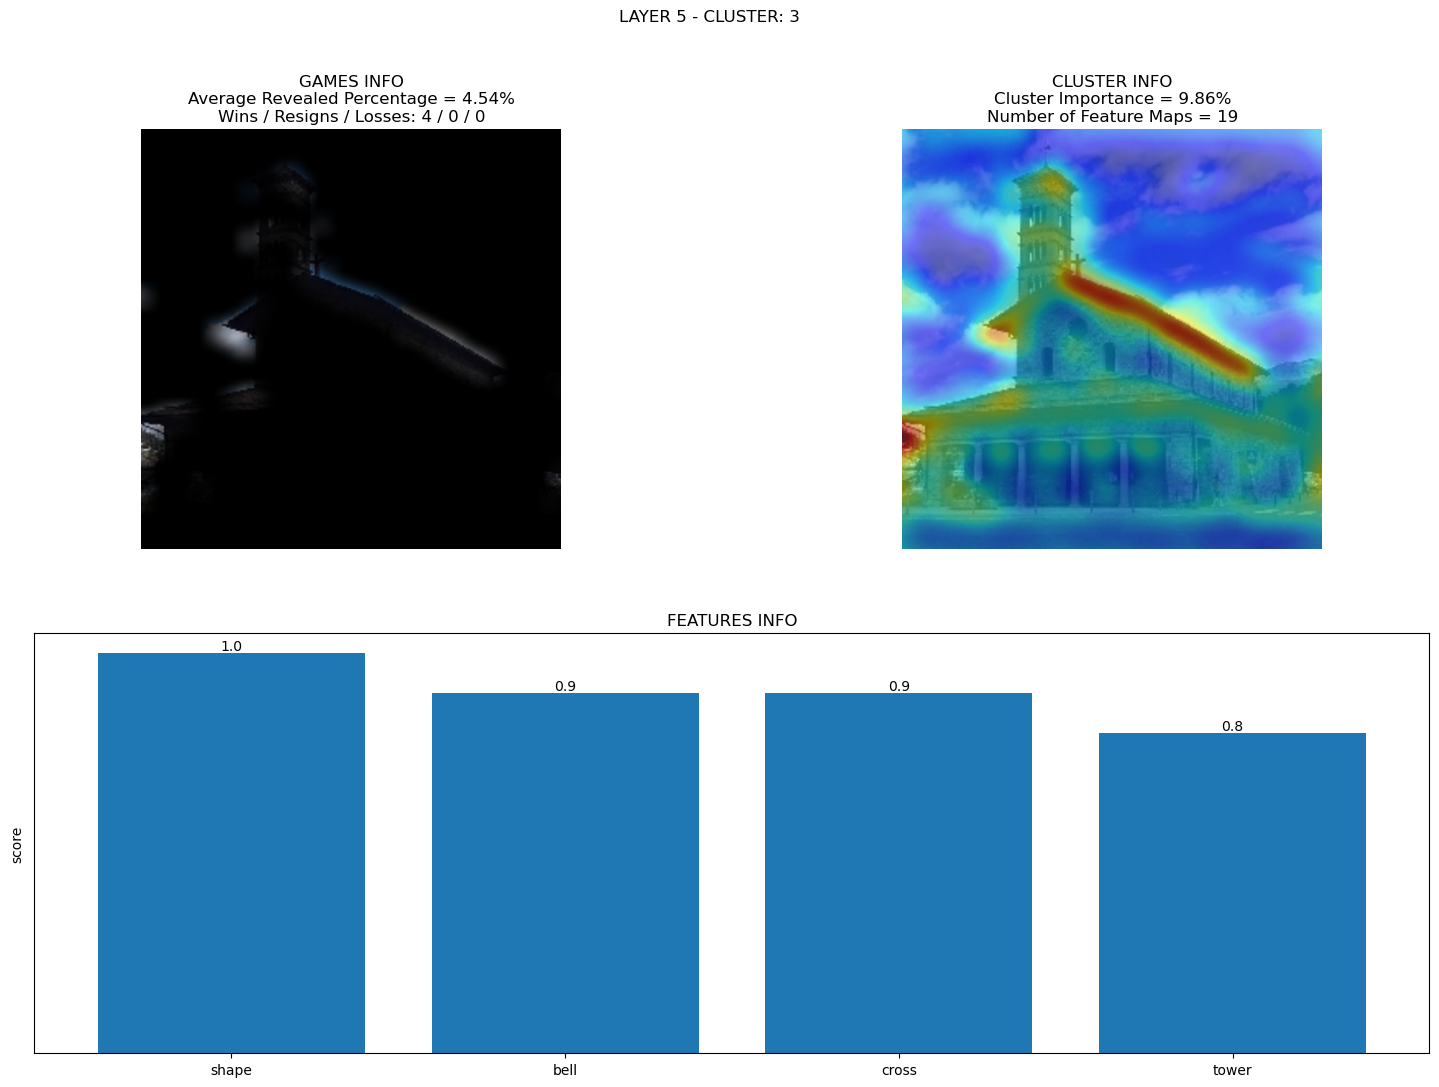 LAYER 5 - CLUSTER: 3
GAMES INFO
Average Revealed Percentage = 4.54%
Wins / Resigns / Losses: 4 / 0 / 0
CLUSTER INFO
Cluster Importance = 9.86%
Number of Feature Maps = 19
FEATURES INFO
score
1.0
0.9
0.9
0.8
shape
bell
cross
tower